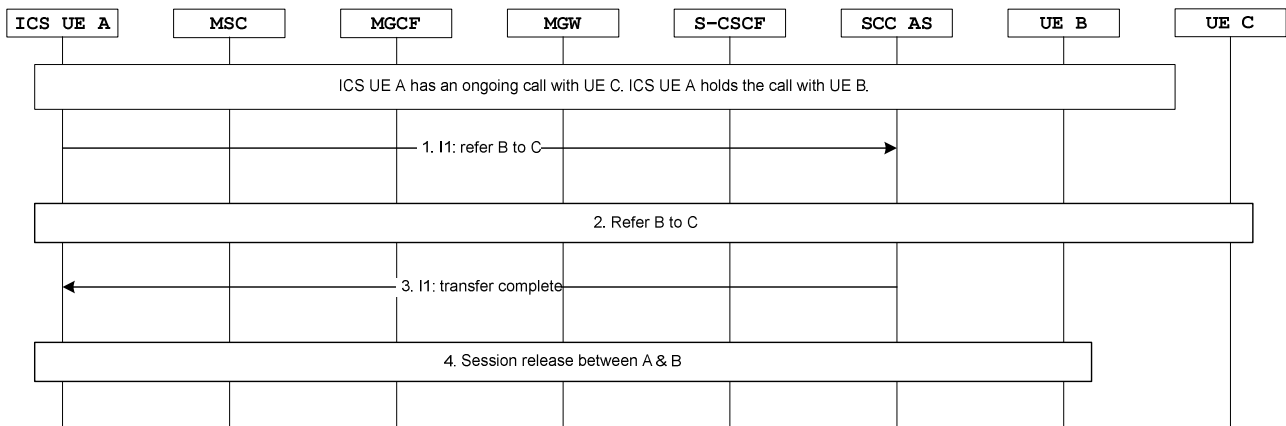 ICS UE A
MSC
MGCF
MGW
S-CSCF
SCC AS
UE B
UE C
ICS UE A has an ongoing call with UE C. ICS UE A holds the call with UE B.
1. I1: refer B to C
2. Refer B to C
3. I1: transfer complete
4. Session release between A & B